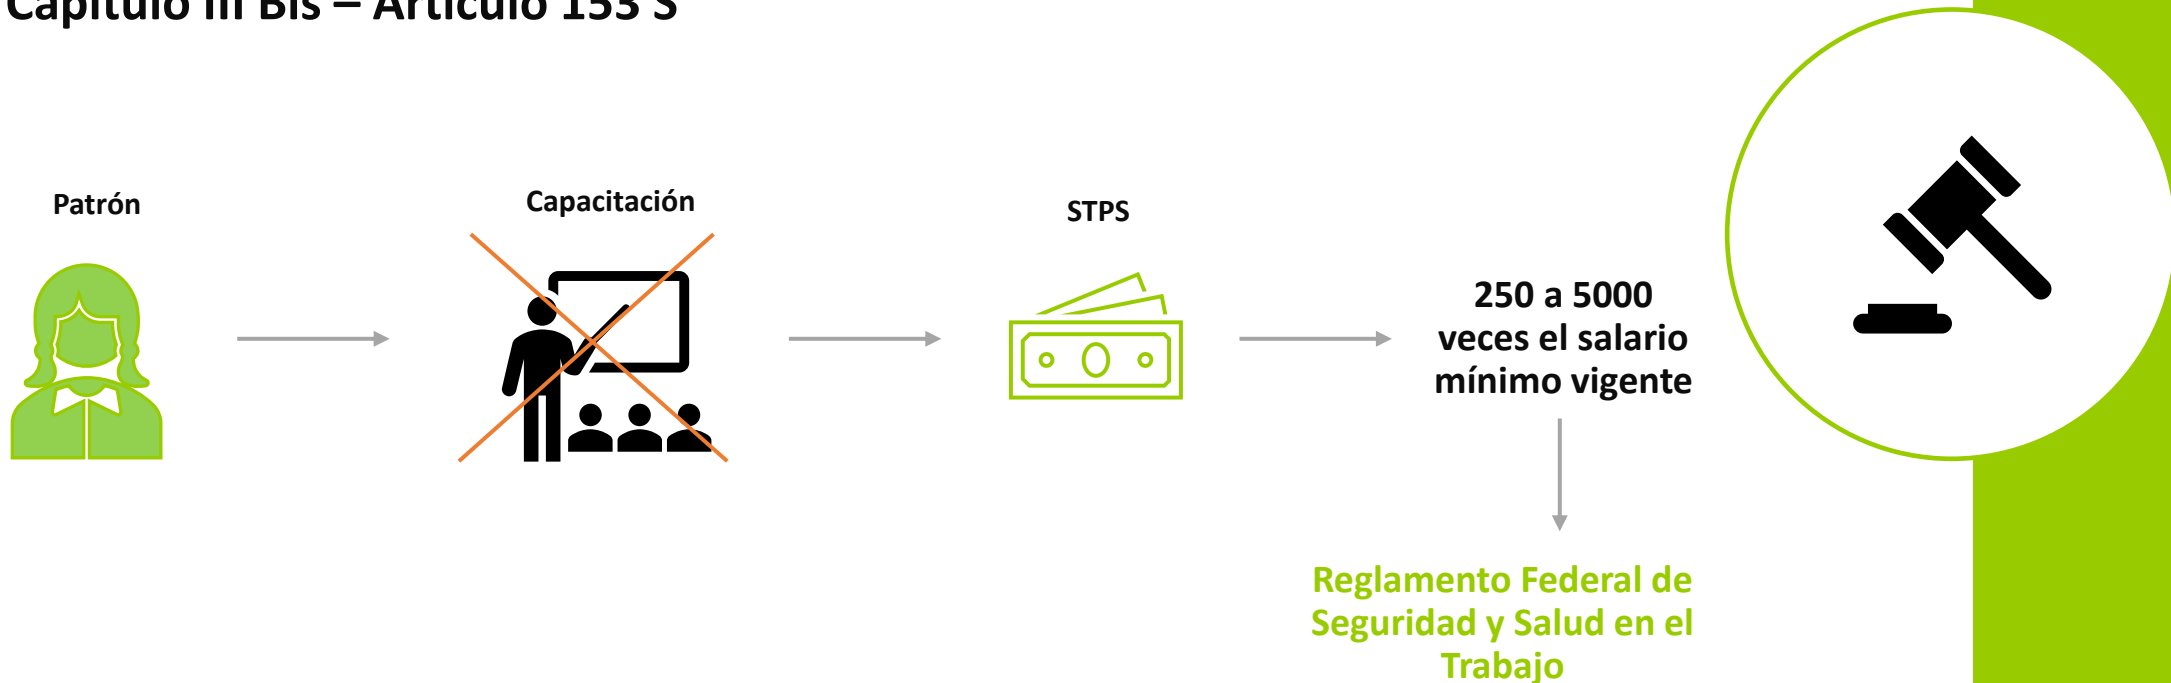 Capítulo III Bis – Artículo 153 S
Patrón
Capacitación
STPS
250 a 5000
veces el salario
mínimo vigente
Reglamento Federal de
Seguridad y Salud en el
Trabajo